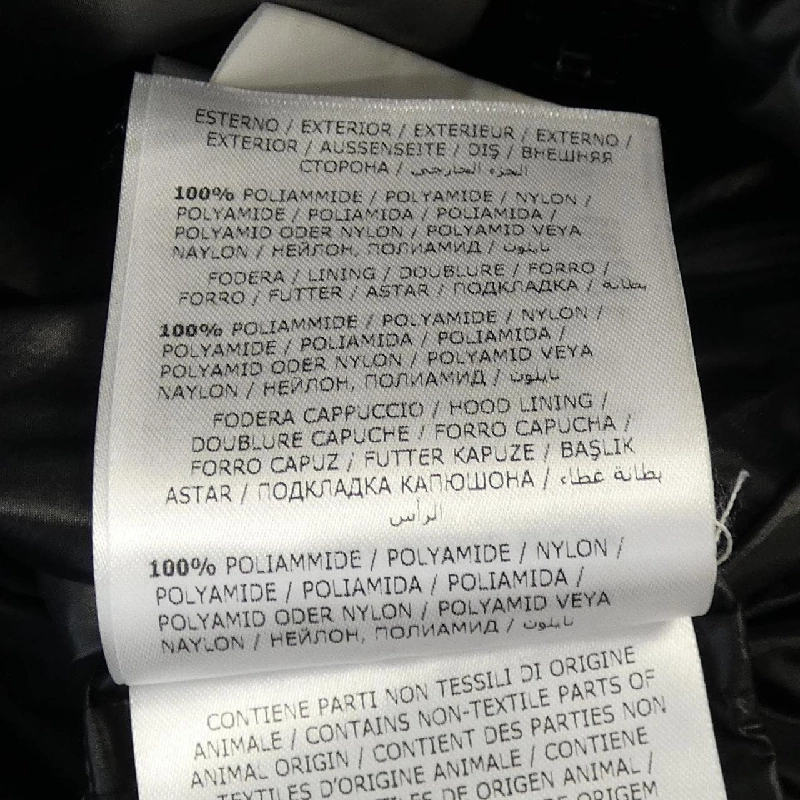 ESTERNO / EXTERIOR / EXTERIEUR / EXTERNO /
EXTERIOR / AUSSENSEITE / DIŞ / ВНЕШНЯЯ
СТОРОНА / الجزء الخارجي
100% POLIAMMIDE / POLYAMIDE / NYLON /
POLYAMIDE / POLIAMIDA / POLIAMIDA /
POLYAMID ODER NYLON / POLYAMID VEYA
NAYLON / НЕЙЛОН, ПОЛИАМИД / نايلون
FODERA / LINING / DOUBLURE / FORRO /
FORRO / FUTTER / ASTAR / ПОДКЛАДКА / بطانة
100% POLIAMMIDE / POLYAMIDE / NYLON /
POLYAMIDE / POLIAMIDA / POLIAMIDA /
POLYAMID ODER NYLON / POLYAMID VEYA
NAYLON / НЕЙЛОН, ПОЛИАМИД / نايلون
FODERA CAPPUCCIO / HOOD LINING /
DOUBLURE CAPUCHE / FORRO CAPUCHA /
FORRO CAPUZ / FUTTER KAPUZE / BAŞLIK
ASTAR / ПОДКЛАДКА КАПЮШОНА / بطانة غطاء
الرأس
100% POLIAMMIDE / POLYAMIDE / NYLON /
POLYAMIDE / POLIAMIDA / POLIAMIDA /
POLYAMID ODER NYLON / POLYAMID VEYA
NAYLON / НЕЙЛОН, ПОЛИАМИД / نايلون
CONTIENE PARTI NON TESSILI DI ORIGINE
ANIMALE / CONTAINS NON-TEXTILE PARTS OF
ANIMAL ORIGIN / CONTIENT DES PARTIES NON
TEXTILES D'ORIGINE ANIMALE / CONTIENE
DE ORIGEN ANIMAL /
DE ORIGEM